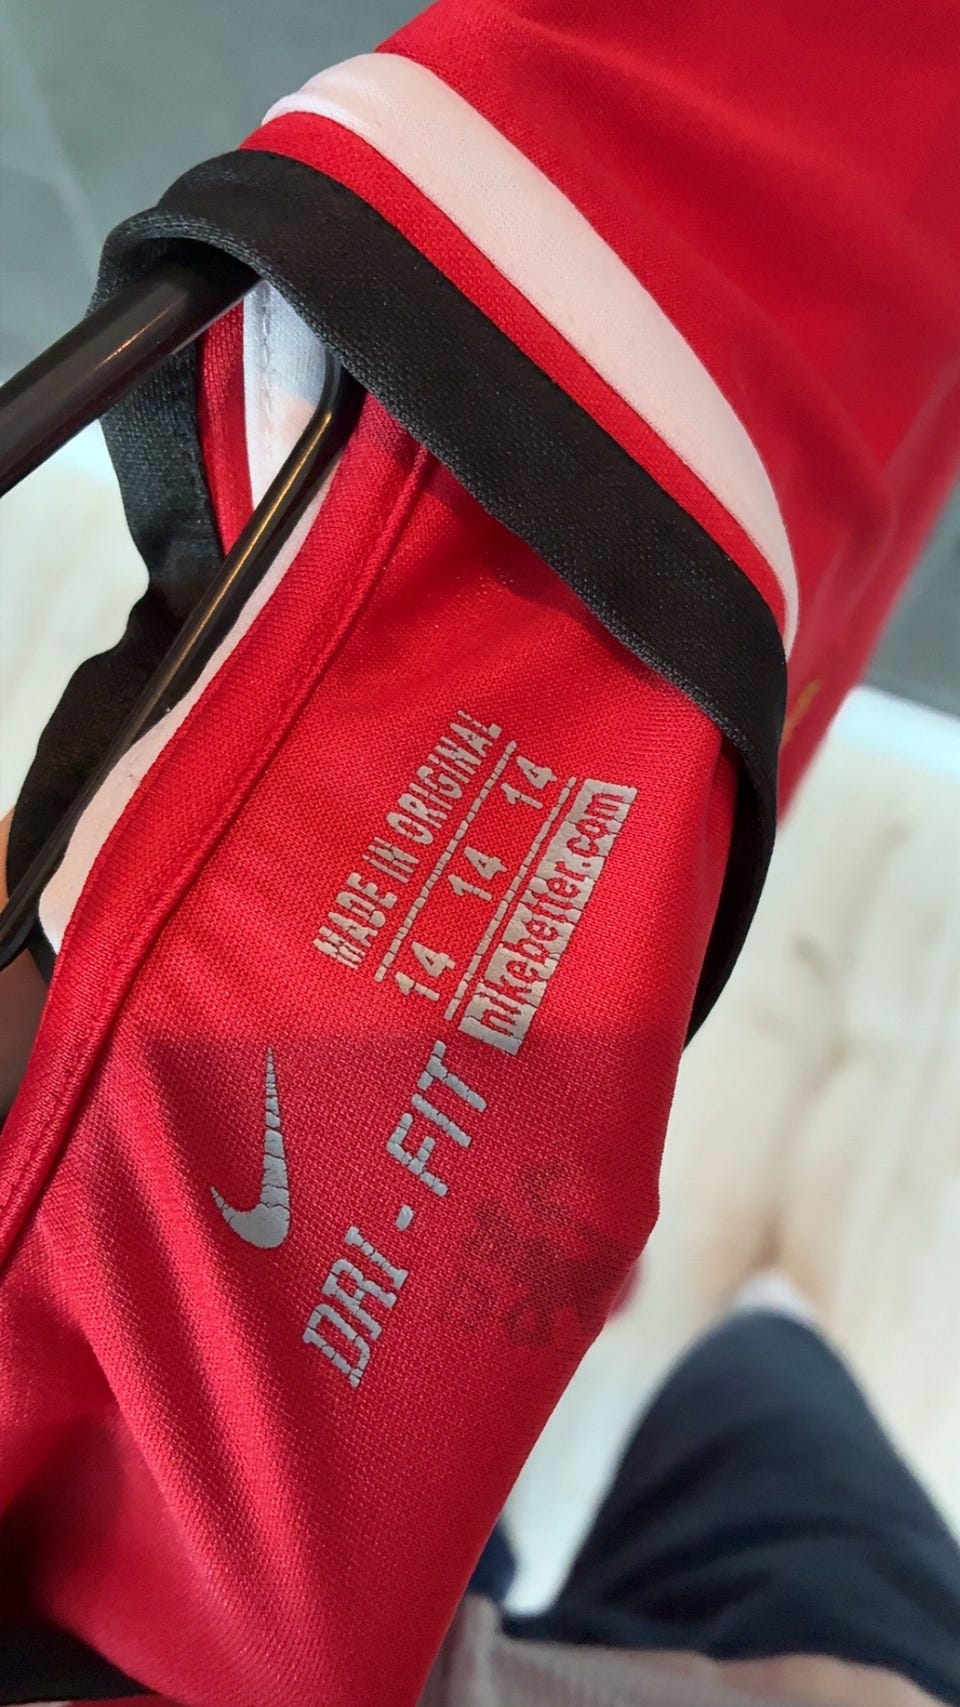 MADE IN ORIGINAL
14 14 14
nikebetter.com
DRI - FIT